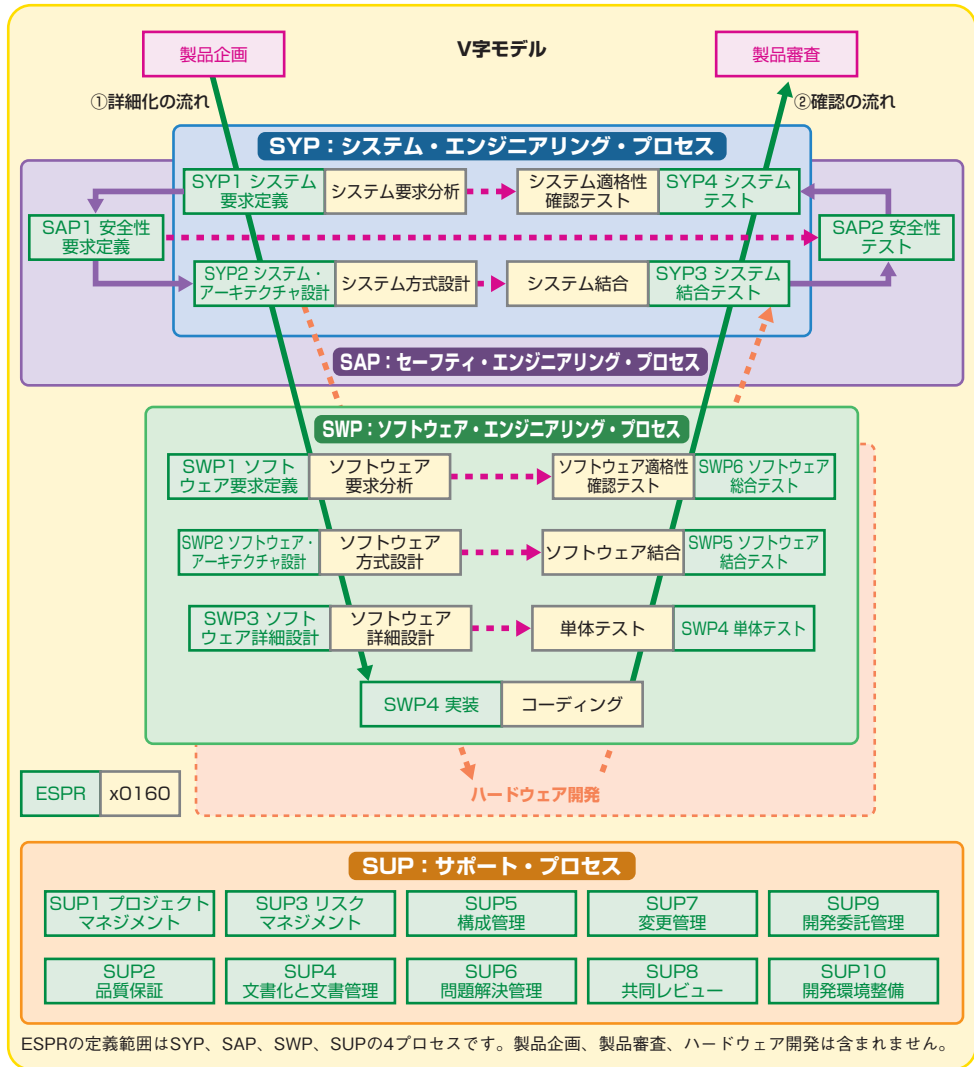 製品企画
V字モデル
製品審査
①詳細化の流れ
②確認の流れ
SYP：システム・エンジニアリング・プロセス
SYP1 システム
要求定義
システム要求分析
システム適格性
確認テスト
SYP4 システム
テスト
SAP1 安全性
要求定義
SAP2 安全性
テスト
SYP2 システム・
アーキテクチャ設計
システム方式設計
システム結合
SYP3 システム
結合テスト
SAP：セーフティ・エンジニアリング・プロセス
SWP：ソフトウェア・エンジニアリング・プロセス
SWP1 ソフト
ウェア要求定義
ソフトウェア
要求分析
ソフトウェア適格性
確認テスト
SWP6 ソフトウェア
総合テスト
SWP2 ソフトウェア・
アーキテクチャ設計
ソフトウェア
方式設計
ソフトウェア結合
SWP5 ソフトウェア
結合テスト
SWP3 ソフト
ウェア詳細設計
ソフトウェア
詳細設計
単体テスト
SWP4 単体テスト
SWP4 実装
コーディング
ESPR
x0160
ハードウェア開発
SUP：サポート・プロセス
SUP1 プロジェクト
マネジメント
SUP3 リスク
マネジメント
SUP5
構成管理
SUP7
変更管理
SUP9
開発委託管理
SUP2
品質保証
SUP4
文書化と文書管理
SUP6
問題解決管理
SUP8
共同レビュー
SUP10
開発環境整備
ESPRの定義範囲はSYP、SAP、SWP、SUPの4プロセスです。製品企画、製品審査、ハードウェア開発は含まれません。